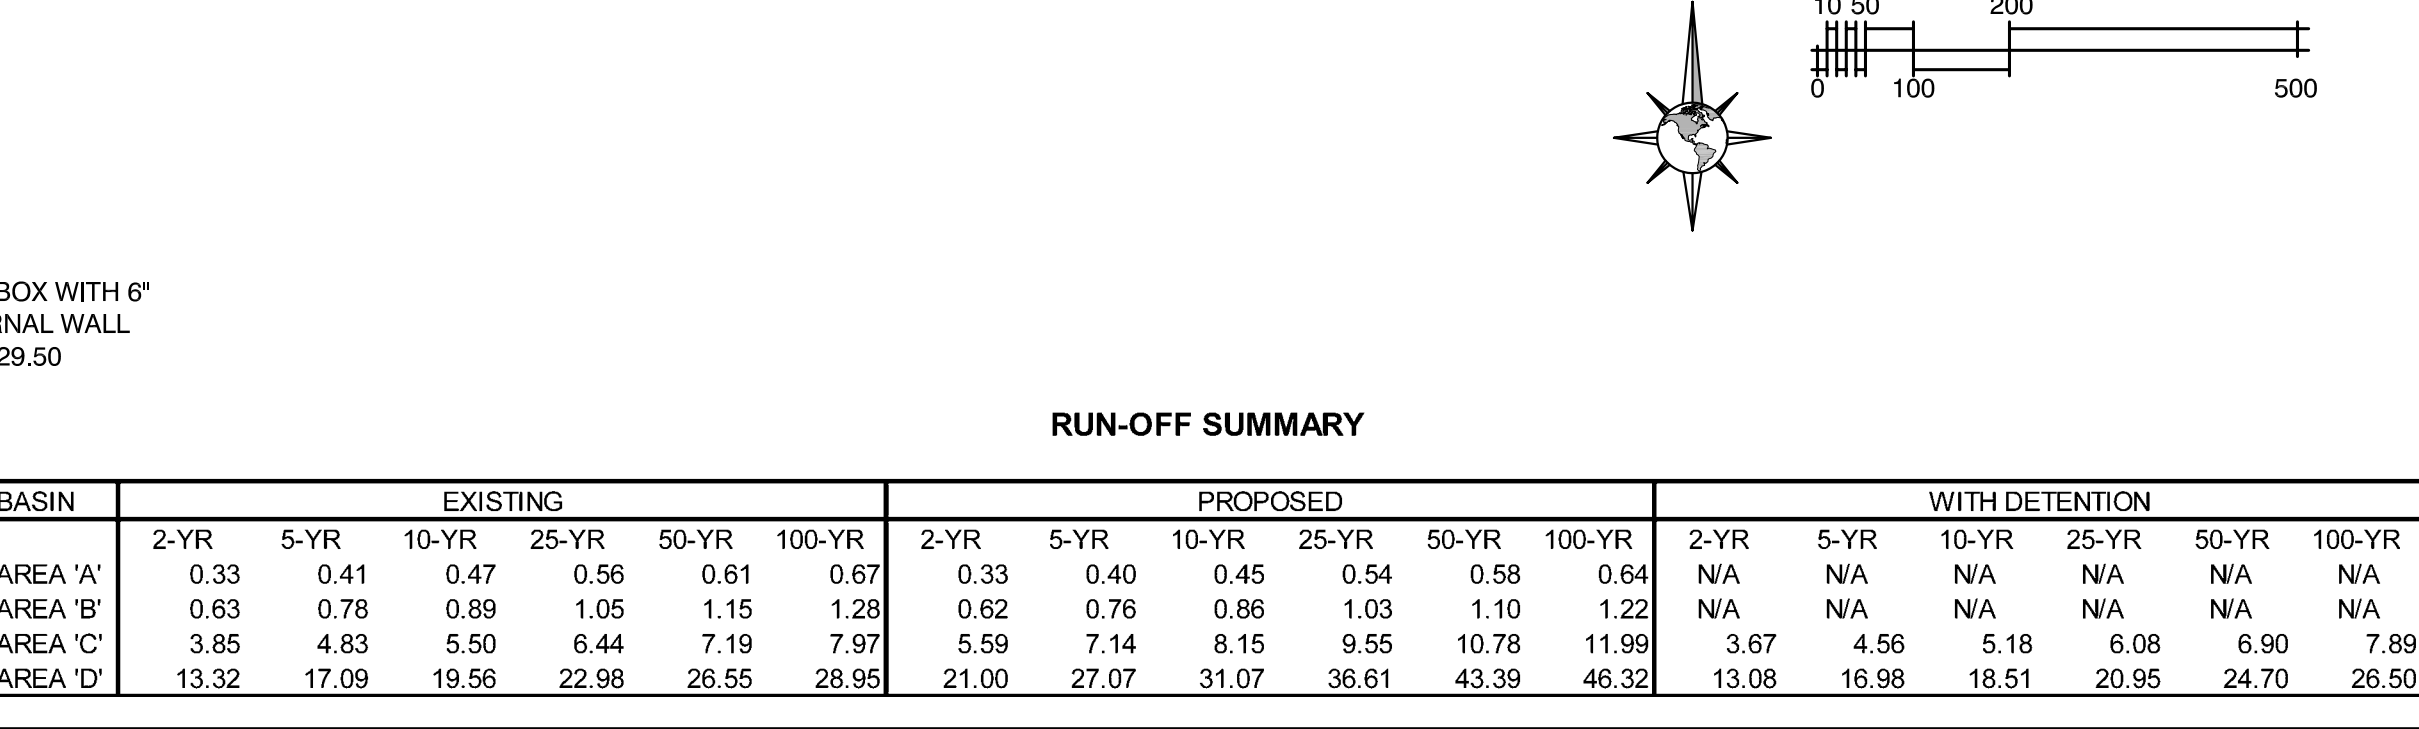 10 50 200
0 100 500
BOX WITH 6"
RNAL WALL
29.50
RUN-OFF SUMMARY
BASIN EXISTING PROPOSED WITH DETENTION
2-YR 5-YR 10-YR 25-YR 50-YR 100-YR 2-YR 5-YR 10-YR 25-YR 50-YR 100-YR 2-YR 5-YR 10-YR 25-YR 50-YR 100-YR
AREA 'A' 0.33 0.41 0.47 0.56 0.61 0.67 0.33 0.40 0.45 0.54 0.58 0.64 N/A N/A N/A N/A N/A N/A
AREA 'B' 0.63 0.78 0.89 1.05 1.15 1.28 0.62 0.76 0.86 1.03 1.10 1.22 N/A N/A N/A N/A N/A N/A
AREA 'C' 3.85 4.83 5.50 6.44 7.19 7.97 5.59 7.14 8.15 9.55 10.78 11.99 3.67 4.56 5.18 6.08 6.90 7.89
AREA 'D' 13.32 17.09 19.56 22.98 26.55 28.95 21.00 27.07 31.07 36.61 43.39 46.32 13.08 16.98 18.51 20.95 24.70 26.50